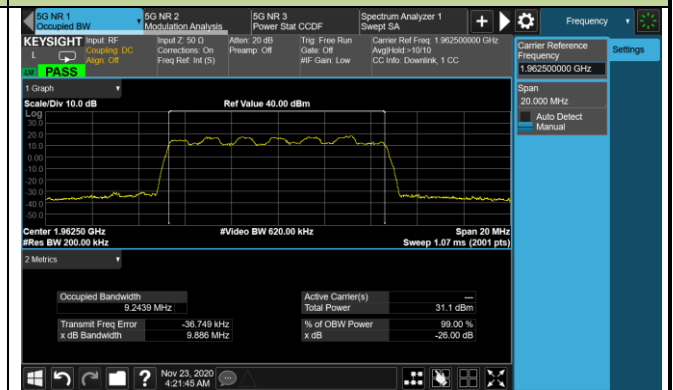 5G NR 1
Occupied BW
5G NR 2
Modulation Analysis
5G NR 3
Power Stat CCDF
Spectrum Analyzer 1
Swept SA
Frequency
KEYSIGHT
L
Input: RF
Coupling: DC
Align: Off
Input Z: 50 Ω
Corrections: On
Freq Ref: Int (S)
Atten: 20 dB
Preamp: Off
Trig: Free Run
Gate: Off
#IF Gain: Low
Carrier Ref Freq: 1.962500000 GHz
Avg|Hold:>10/10
CC Info: Downlink, 1 CC
PASS
Carrier Reference
Frequency
1.962500000 GHz
Settings
Span
20.000 MHz
Auto Detect
Manual
1 Graph
Scale/Div 10.0 dB
Ref Value 40.00 dBm
Log
30.0
20.0
10.0
0.00
-10.0
-20.0
-30.0
-40.0
-50.0
Center 1.96250 GHz
#Video BW 620.00 kHz
Span 20 MHz
#Res BW 200.00 kHz
Sweep 1.07 ms (2001 pts)
2 Metrics
Occupied Bandwidth
9.2439 MHz
Active Carrier(s)
---
Total Power
31.1 dBm
Transmit Freq Error
-36.749 kHz
% of OBW Power
99.00 %
x dB Bandwidth
9.886 MHz
x dB
-26.00 dB
Nov 23, 2020
4:21:45 AM